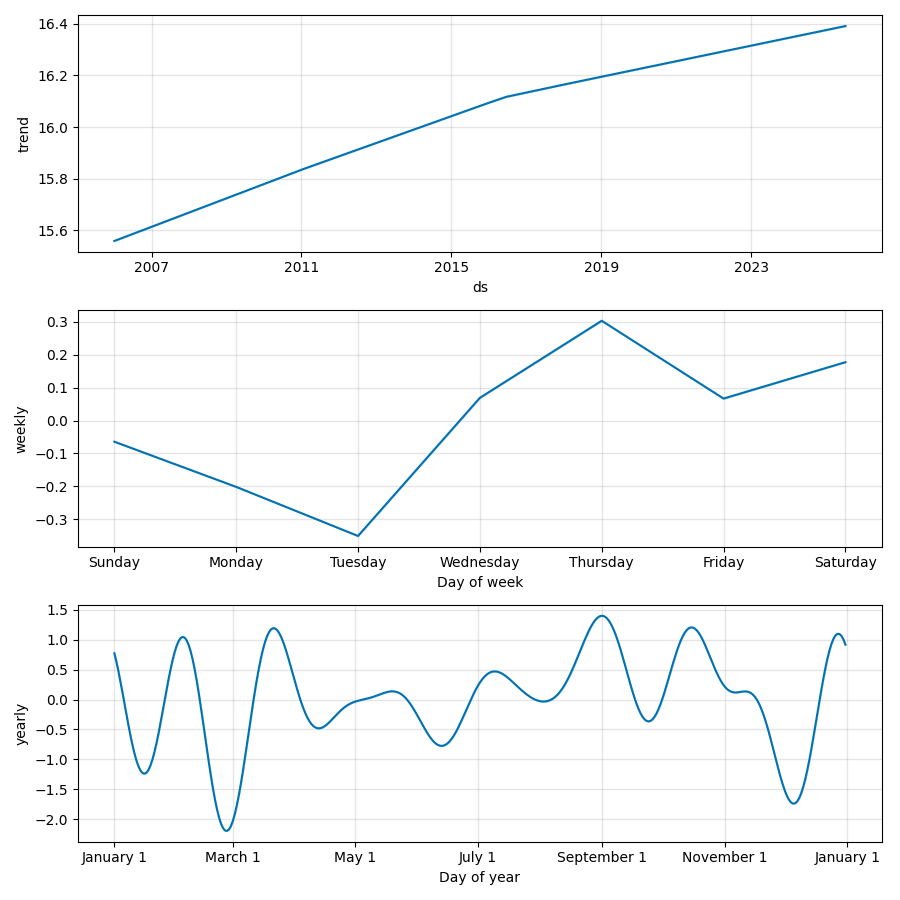 16.4
16.2
16.0
15.8
15.6
trend
2007 2011 2015 2019 2023
ds
0.3
0.2
0.1
0.0
−0.1
−0.2
−0.3
weekly
Sunday Monday Tuesday Wednesday Thursday Friday Saturday
Day of week
1.5
1.0
0.5
0.0
−0.5
−1.0
−1.5
−2.0
yearly
January 1 March 1 May 1 July 1 September 1 November 1 January 1
Day of year